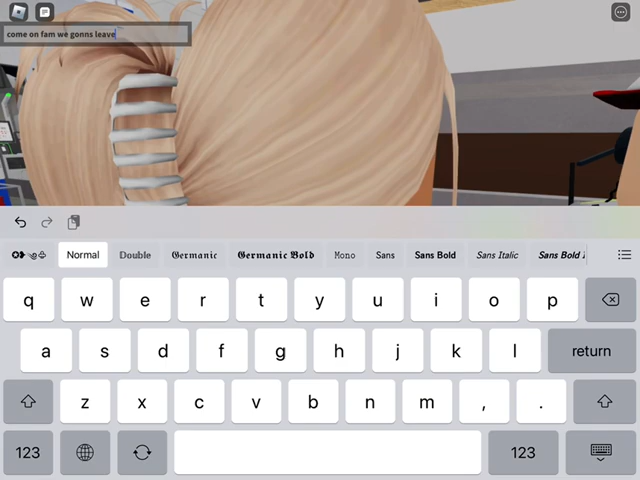 come on fam we gonns leave
Normal Double 𝕲𝖊𝖗𝖒𝖆𝖓𝖎𝖈 Germanic Bold Mono Sans Sans Bold Sans Italic Sans Bold I
q w e r t y u i o p
a s d f g h j k l return
z x c v b n m , .
123 123